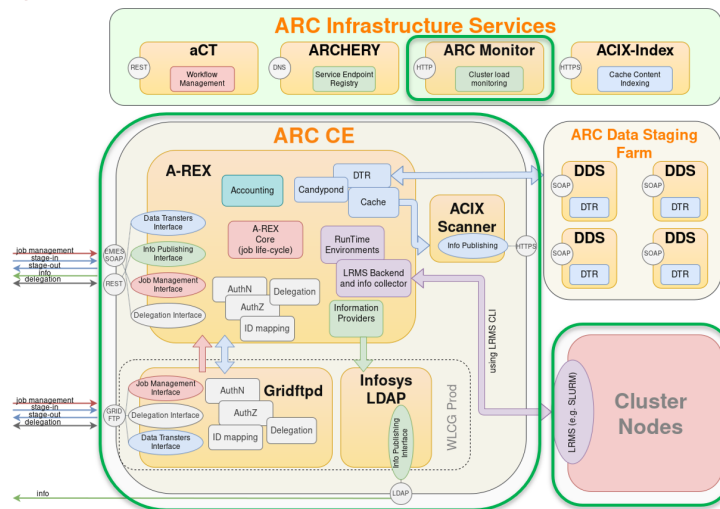 ARC Infrastructure Services
aCT
REST
Workflow
Management
ARCHERY
DNS
Service Endpoint
Registry
ARC Monitor
HTTP
Cluster load
monitoring
ACIX-Index
HTTPS
Cache Content
Indexing
ARC CE
A-REX
Accounting
DTR
Candypond
Cache
A-REX
Core
(job life-cycle)
RunTime
Environments
LRMS Backend
and info collector
Information
Providers
AuthN
Delegation
AuthZ
ID mapping
Data Transters
Interface
Info Publishing
Interface
Job Management
Interface
Delegation Interface
EMIES
SOAP
REST
job management
stage-in
stage-out
info
delegation
ACIX
Scanner
Info Publishing
HTTPS
using LRMS CLI
Gridftpd
Job Management
Interface
Delegation Interface
Data Transters
Interface
AuthN
AuthZ
ID mapping
Delegation
GRID
FTP
job management
stage-in
stage-out
delegation
Infosys
LDAP
Info Publishing
Interface
LDAP
info
WLCG Prod
ARC Data Staging
Farm
DDS
SOAP
DTR
DDS
SOAP
DTR
DDS
SOAP
DTR
DDS
SOAP
DTR
LRMS (e.g. SLURM)
Cluster
Nodes